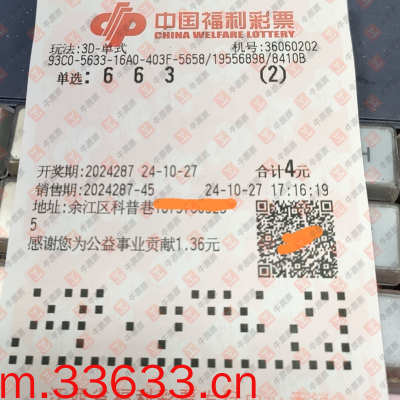 中国福利彩票
CHINA WELFARE LOTTERY
玩法:3D-单式 机号:36060202
93C0-5633-16A0-403F-5658/19556898/8410B
单选: 6 6 3 (2)
开奖期:2024287 24-10-27 合计4元
销售期:2024287-45 24-10-27 17:16:19
地址:余江区科普巷
5
感谢您为公益事业贡献1.36元
m.33633.cn